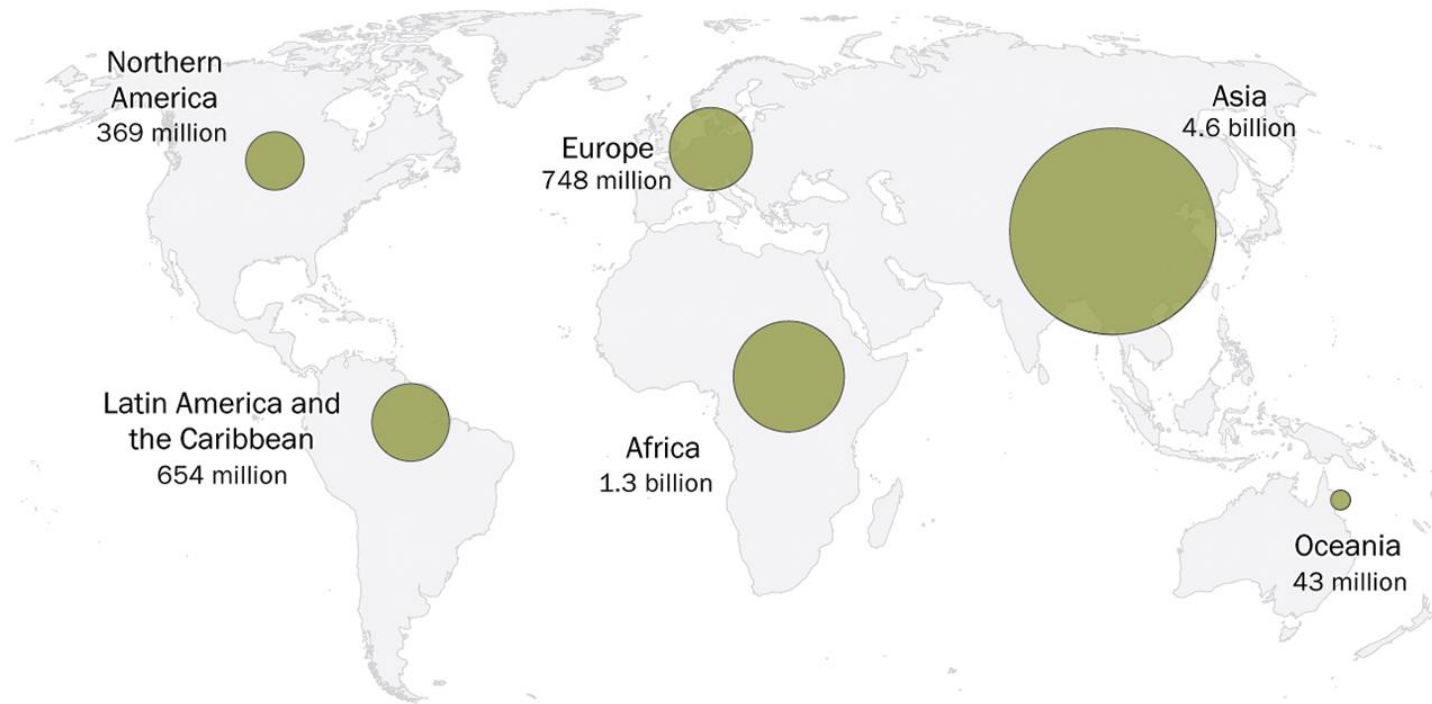 Northern
America
369 million
Europe
748 million
Asia
4.6 billion
Latin America and
the Caribbean
654 million
Africa
1.3 billion
Oceania
43 million